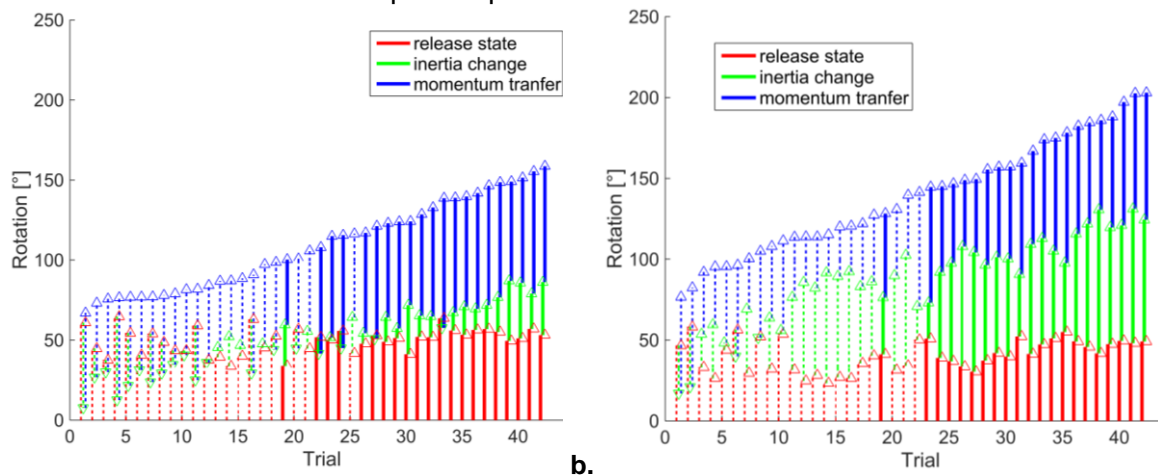 250
200
150
100
50
0
Rotation [°]
release state
inertia change
momentum tranfer
0 5 10 15 20 25 30 35 40
Trial
b.
250
200
150
100
50
0
Rotation [°]
release state
inertia change
momentum tranfer
0 5 10 15 20 25 30 35 40
Trial